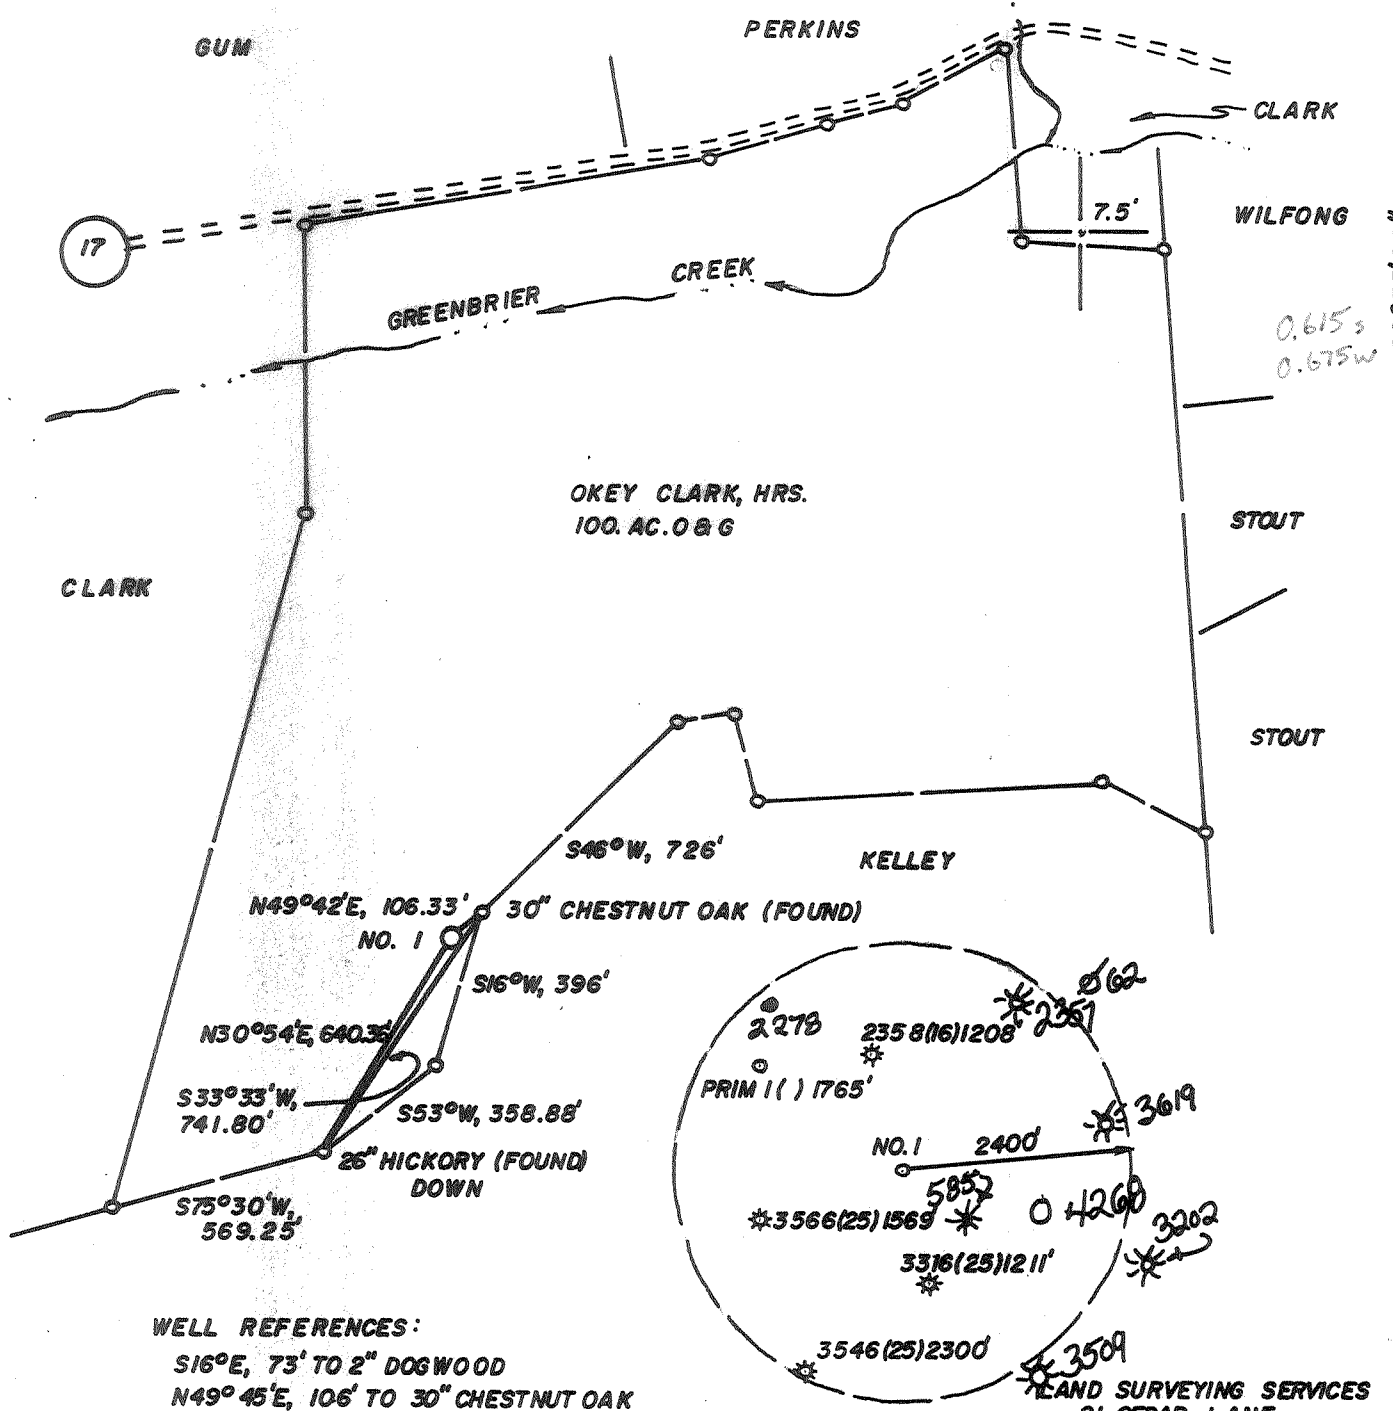 GUM
PERKINS
CLARK
17
7.5'
WILFONG
GREENBRIER
CREEK
0.615 s
0.675 w
OKEY CLARK, HRS.
100. AC. O & G
STOUT
CLARK
STOUT
S46°W, 726'
KELLEY
N49°42'E, 106.33'
30" CHESTNUT OAK (FOUND)
NO. 1
S16°W, 396'
N30°54'E, 640.36'
S33°33'W,
741.80'
S53°W, 358.88'
26" HICKORY (FOUND)
DOWN
S75°30'W,
569.25'
62
2278
2358(16)1208'
2357
PRIM 1( ) 1765'
3619
NO. 1
2400'
3566(25)1569'
4268
3202
3316(25)1211'
3546(25)2300'
3509
WELL REFERENCES:
S16°E, 73' TO 2" DOGWOOD
N49°45'E, 106' TO 30" CHESTNUT OAK
LAND SURVEYING SERVICES